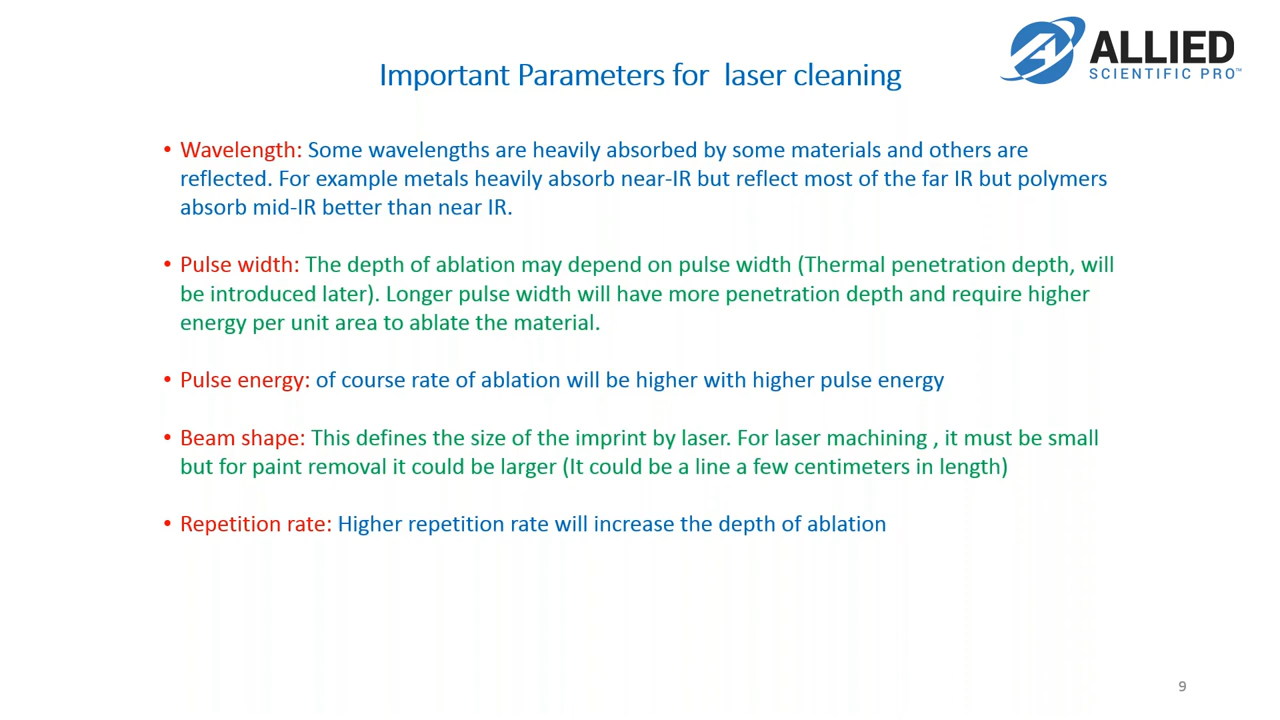 ALLIED
SCIENTIFIC PRO™
Important Parameters for  laser cleaning
• Wavelength: Some wavelengths are heavily absorbed by some materials and others are
reflected. For example metals heavily absorb near-IR but reflect most of the far IR but polymers
absorb mid-IR better than near IR.
• Pulse width: The depth of ablation may depend on pulse width (Thermal penetration depth, will
be introduced later). Longer pulse width will have more penetration depth and require higher
energy per unit area to ablate the material.
• Pulse energy: of course rate of ablation will be higher with higher pulse energy
• Beam shape: This defines the size of the imprint by laser. For laser machining , it must be small
but for paint removal it could be larger (It could be a line a few centimeters in length)
• Repetition rate: Higher repetition rate will increase the depth of ablation
9